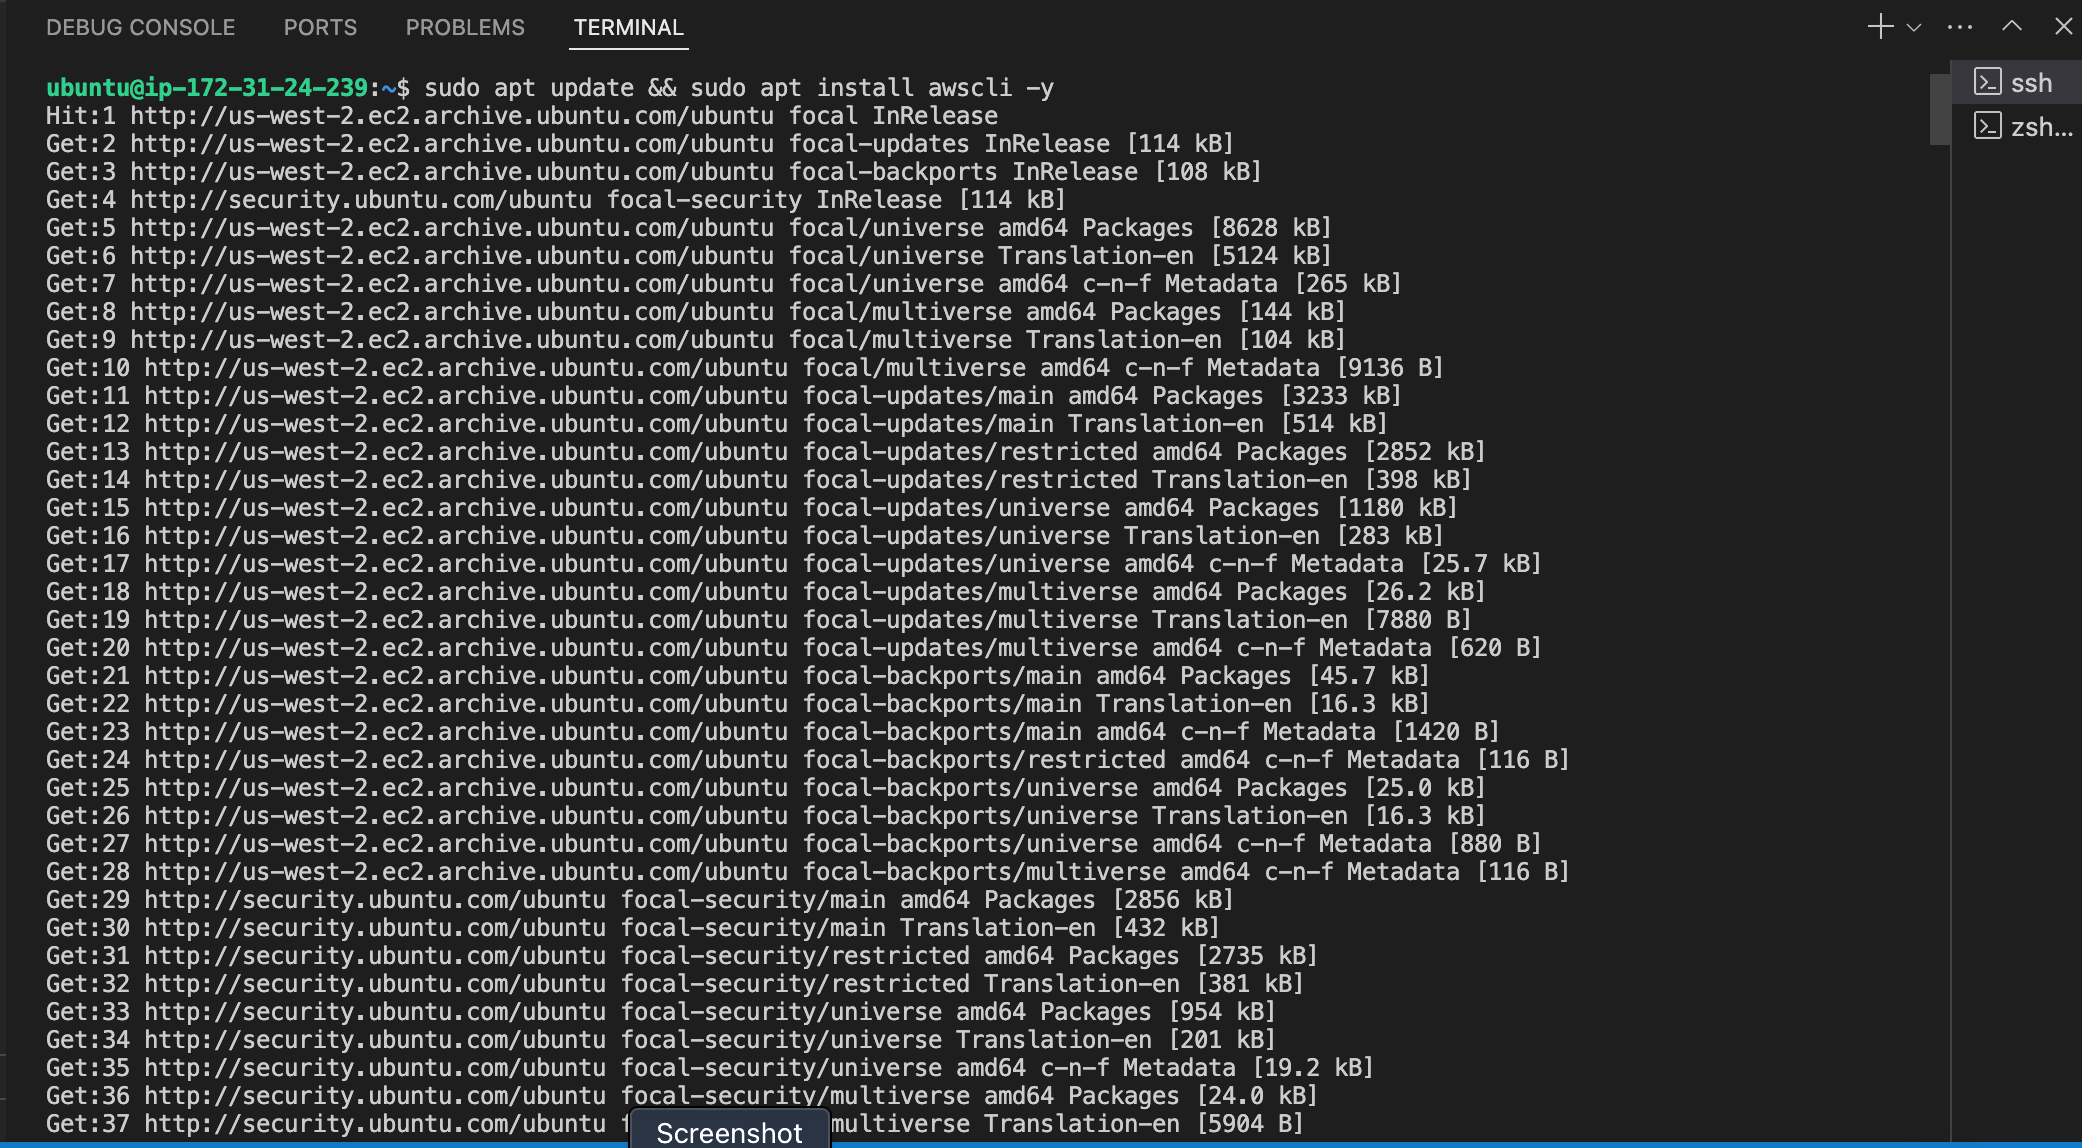 DEBUG CONSOLE PORTS PROBLEMS TERMINAL
ubuntu@ip-172-31-24-239:~$ sudo apt update && sudo apt install awscli -y
Hit:1 http://us-west-2.ec2.archive.ubuntu.com/ubuntu focal InRelease
Get:2 http://us-west-2.ec2.archive.ubuntu.com/ubuntu focal-updates InRelease [114 kB]
Get:3 http://us-west-2.ec2.archive.ubuntu.com/ubuntu focal-backports InRelease [108 kB]
Get:4 http://security.ubuntu.com/ubuntu focal-security InRelease [114 kB]
Get:5 http://us-west-2.ec2.archive.ubuntu.com/ubuntu focal/universe amd64 Packages [8628 kB]
Get:6 http://us-west-2.ec2.archive.ubuntu.com/ubuntu focal/universe Translation-en [5124 kB]
Get:7 http://us-west-2.ec2.archive.ubuntu.com/ubuntu focal/universe amd64 c-n-f Metadata [265 kB]
Get:8 http://us-west-2.ec2.archive.ubuntu.com/ubuntu focal/multiverse amd64 Packages [144 kB]
Get:9 http://us-west-2.ec2.archive.ubuntu.com/ubuntu focal/multiverse Translation-en [104 kB]
Get:10 http://us-west-2.ec2.archive.ubuntu.com/ubuntu focal/multiverse amd64 c-n-f Metadata [9136 B]
Get:11 http://us-west-2.ec2.archive.ubuntu.com/ubuntu focal-updates/main amd64 Packages [3233 kB]
Get:12 http://us-west-2.ec2.archive.ubuntu.com/ubuntu focal-updates/main Translation-en [514 kB]
Get:13 http://us-west-2.ec2.archive.ubuntu.com/ubuntu focal-updates/restricted amd64 Packages [2852 kB]
Get:14 http://us-west-2.ec2.archive.ubuntu.com/ubuntu focal-updates/restricted Translation-en [398 kB]
Get:15 http://us-west-2.ec2.archive.ubuntu.com/ubuntu focal-updates/universe amd64 Packages [1180 kB]
Get:16 http://us-west-2.ec2.archive.ubuntu.com/ubuntu focal-updates/universe Translation-en [283 kB]
Get:17 http://us-west-2.ec2.archive.ubuntu.com/ubuntu focal-updates/universe amd64 c-n-f Metadata [25.7 kB]
Get:18 http://us-west-2.ec2.archive.ubuntu.com/ubuntu focal-updates/multiverse amd64 Packages [26.2 kB]
Get:19 http://us-west-2.ec2.archive.ubuntu.com/ubuntu focal-updates/multiverse Translation-en [7880 B]
Get:20 http://us-west-2.ec2.archive.ubuntu.com/ubuntu focal-updates/multiverse amd64 c-n-f Metadata [620 B]
Get:21 http://us-west-2.ec2.archive.ubuntu.com/ubuntu focal-backports/main amd64 Packages [45.7 kB]
Get:22 http://us-west-2.ec2.archive.ubuntu.com/ubuntu focal-backports/main Translation-en [16.3 kB]
Get:23 http://us-west-2.ec2.archive.ubuntu.com/ubuntu focal-backports/main amd64 c-n-f Metadata [1420 B]
Get:24 http://us-west-2.ec2.archive.ubuntu.com/ubuntu focal-backports/restricted amd64 c-n-f Metadata [116 B]
Get:25 http://us-west-2.ec2.archive.ubuntu.com/ubuntu focal-backports/universe amd64 Packages [25.0 kB]
Get:26 http://us-west-2.ec2.archive.ubuntu.com/ubuntu focal-backports/universe Translation-en [16.3 kB]
Get:27 http://us-west-2.ec2.archive.ubuntu.com/ubuntu focal-backports/universe amd64 c-n-f Metadata [880 B]
Get:28 http://us-west-2.ec2.archive.ubuntu.com/ubuntu focal-backports/multiverse amd64 c-n-f Metadata [116 B]
Get:29 http://security.ubuntu.com/ubuntu focal-security/main amd64 Packages [2856 kB]
Get:30 http://security.ubuntu.com/ubuntu focal-security/main Translation-en [432 kB]
Get:31 http://security.ubuntu.com/ubuntu focal-security/restricted amd64 Packages [2735 kB]
Get:32 http://security.ubuntu.com/ubuntu focal-security/restricted Translation-en [381 kB]
Get:33 http://security.ubuntu.com/ubuntu focal-security/universe amd64 Packages [954 kB]
Get:34 http://security.ubuntu.com/ubuntu focal-security/universe Translation-en [201 kB]
Get:35 http://security.ubuntu.com/ubuntu focal-security/universe amd64 c-n-f Metadata [19.2 kB]
Get:36 http://security.ubuntu.com/ubuntu focal-security/multiverse amd64 Packages [24.0 kB]
Get:37 http://security.ubuntu.com/ubuntu multiverse Translation-en [5904 B]
Screenshot
ssh
zsh...